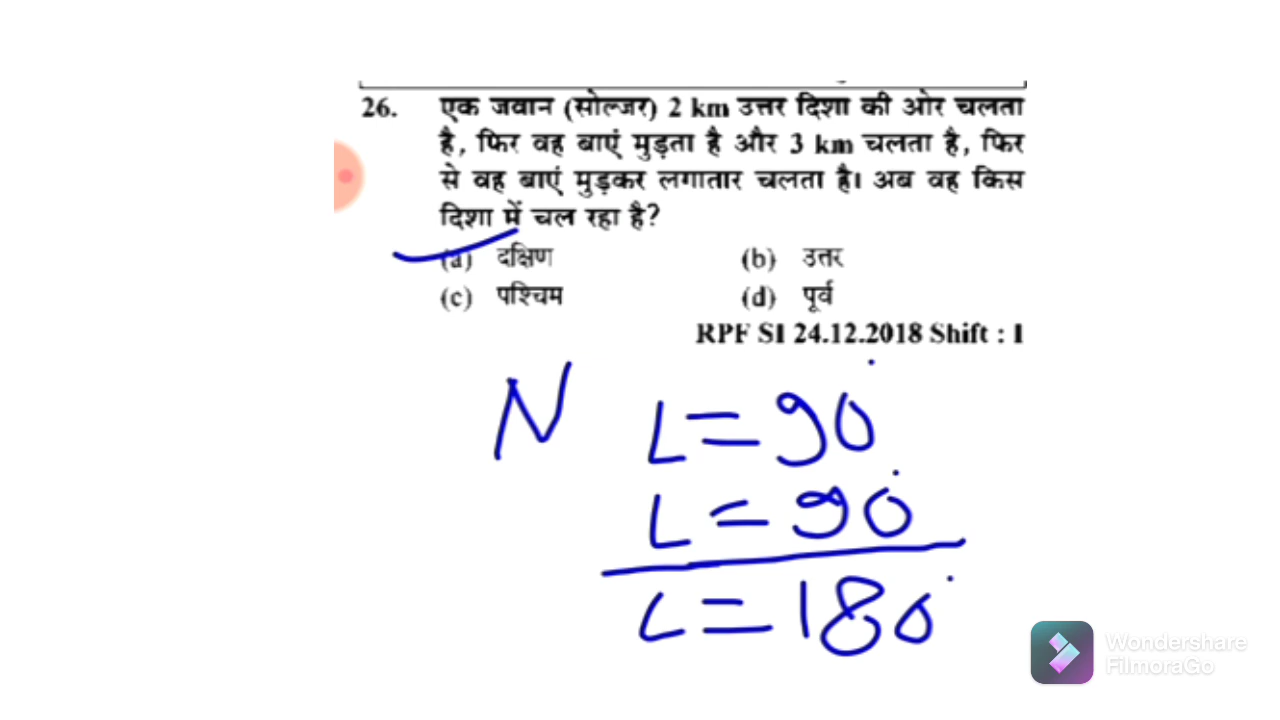 26. एक जवान (सोल्जर) 2 km उत्तर दिशा की ओर चलता
है, फिर वह बाएं मुड़ता है और 3 km चलता है, फिर
से वह बाएं मुड़कर लगातार चलता है। अब वह किस
दिशा में चल रहा है?
(a) दक्षिण (b) उत्तर
(c) पश्चिम (d) पूर्व
RPF SI 24.12.2018 Shift : I
N L = 90°
L = 90°
L = 180°
Wondershare
FilmoraGo